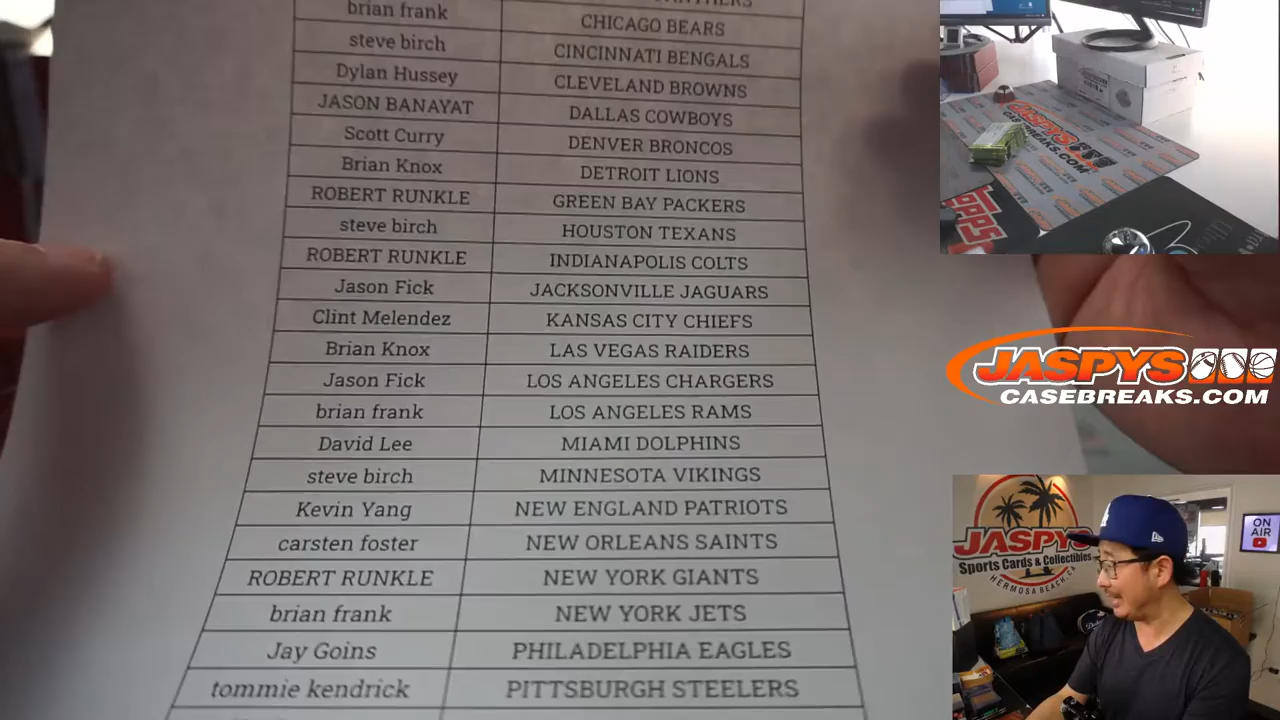 PANTHERS
brian frank CHICAGO BEARS
steve birch CINCINNATI BENGALS
Dylan Hussey CLEVELAND BROWNS
JASON BANAYAT DALLAS COWBOYS
Scott Curry DENVER BRONCOS
Brian Knox DETROIT LIONS
ROBERT RUNKLE GREEN BAY PACKERS
steve birch HOUSTON TEXANS
ROBERT RUNKLE INDIANAPOLIS COLTS
Jason Fick JACKSONVILLE JAGUARS
Clint Melendez KANSAS CITY CHIEFS
Brian Knox LAS VEGAS RAIDERS
Jason Fick LOS ANGELES CHARGERS
brian frank LOS ANGELES RAMS
David Lee MIAMI DOLPHINS
steve birch MINNESOTA VIKINGS
Kevin Yang NEW ENGLAND PATRIOTS
carsten foster NEW ORLEANS SAINTS
ROBERT RUNKLE NEW YORK GIANTS
brian frank NEW YORK JETS
Jay Goins PHILADELPHIA EAGLES
tommie kendrick PITTSBURGH STEELERS
JASPYS
CASEBREAKS.COM
TOPPS
JASPYS
CASEBREAKS.COM
JASPYS
Sports Cards & Collectibles
HERMOSA BEACH, CA
ON
AIR